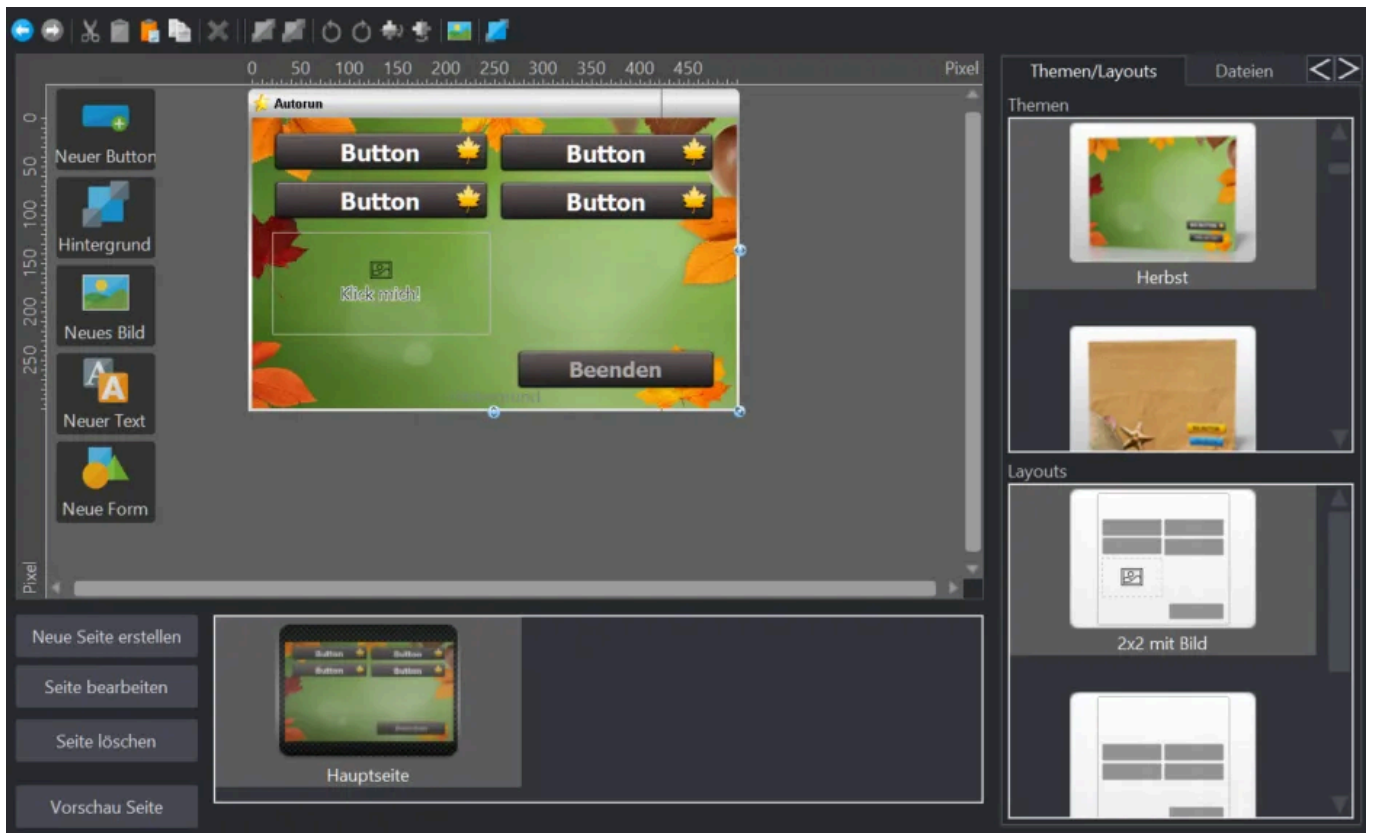 0 50 100 150 200 250 300 350 400 450 Pixel
Themen/Layouts Dateien
Themen
Autorun
0 50 100 150 200 250 Pixel
Neuer Button
Hintergrund
Neues Bild
Neuer Text
Neue Form
Button Button
Button Button
Klick mich!
Beenden
Herbst
Layouts
2x2 mit Bild
Neue Seite erstellen
Seite bearbeiten
Seite löschen
Vorschau Seite
Button Button
Button Button
Beenden
Hauptseite